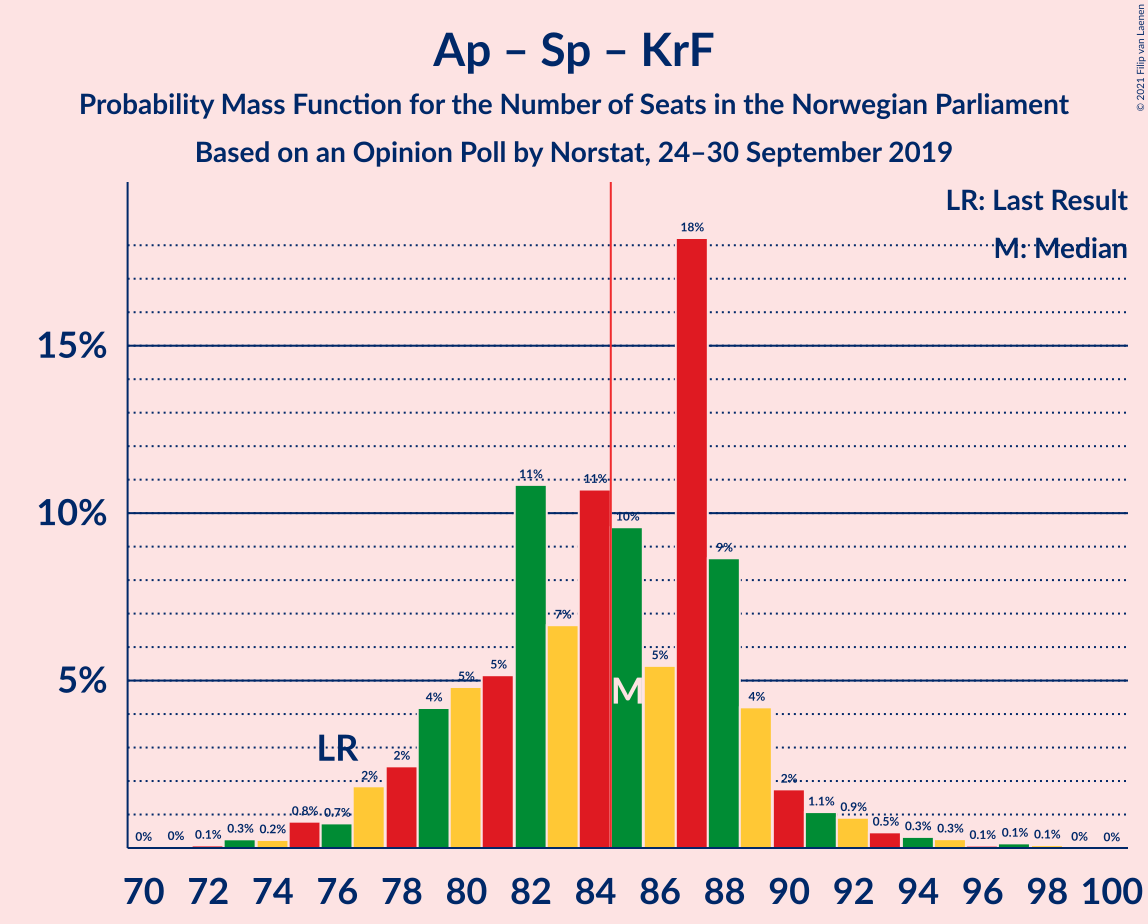 © 2021 Filip van Laenen
Ap – Sp – KrF
Probability Mass Function for the Number of Seats in the Norwegian Parliament
Based on an Opinion Poll by Norstat, 24–30 September 2019
LR: Last Result
M: Median
15%
10%
5%
0% 0% 0.1% 0.3% 0.2% 0.8% 0.7% 2% 2% 4% 5% 5% 11% 7% 11% 10% 5% 18% 9% 4% 2% 1.1% 0.9% 0.5% 0.3% 0.3% 0.1% 0.1% 0.1% 0% 0%
LR
M
70 72 74 76 78 80 82 84 86 88 90 92 94 96 98 100